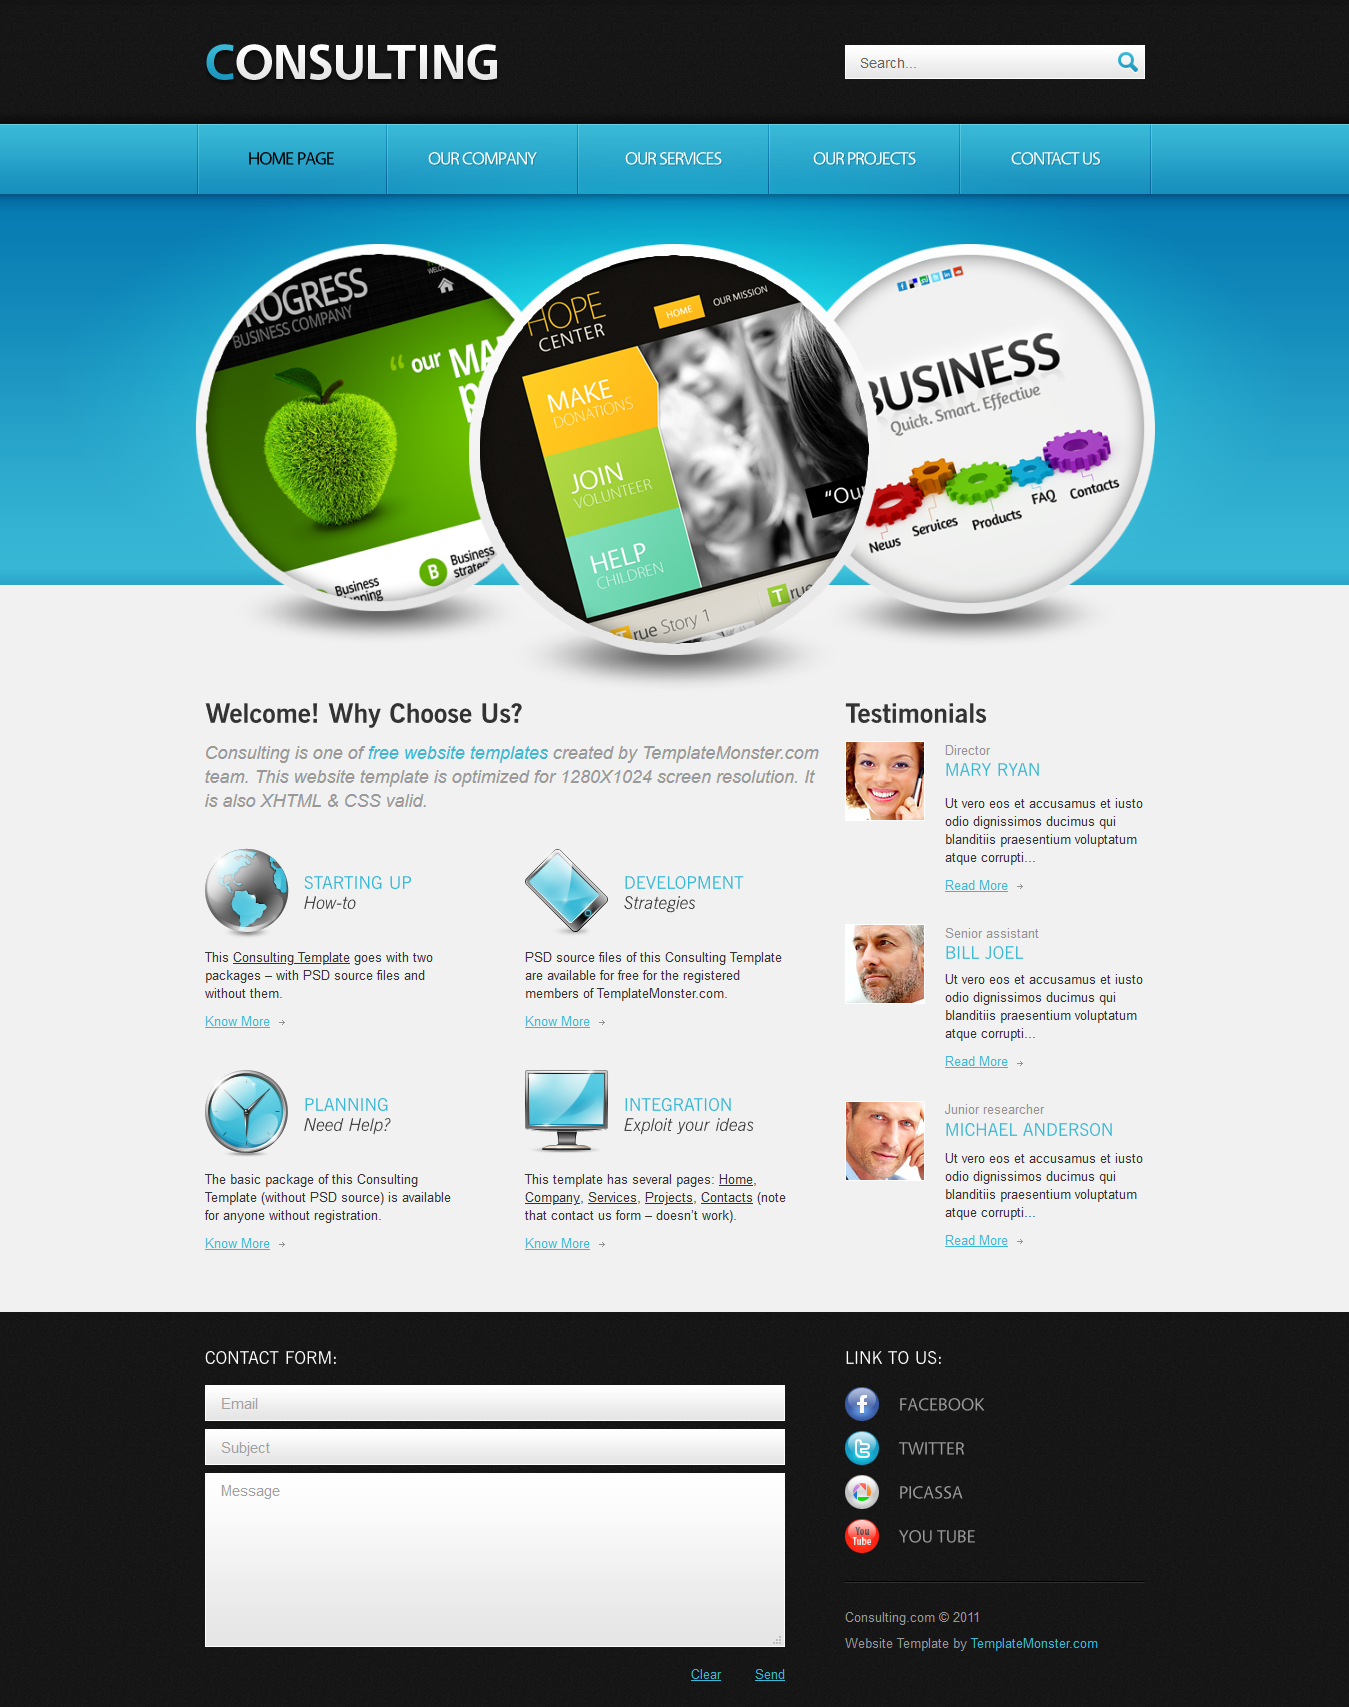 CONSULTING
Search...
HOME PAGE
OUR COMPANY
OUR SERVICES
OUR PROJECTS
CONTACT US
PROGRESS
BUSINESS COMPANY
“ our
Business
B Business
HOPE
CENTER
HOME
OUR MISSION
MAKE
DONATIONS
JOIN
VOLUNTEER
HELP
CHILDREN
True Story 1
BUSINESS
Quick. Smart. Effective
News
Services
Products
FAQ
Contacts
Welcome! Why Choose Us?
Consulting is one of free website templates created by TemplateMonster.com
team. This website template is optimized for 1280X1024 screen resolution. It
is also XHTML & CSS valid.
STARTING UP
How-to
This Consulting Template goes with two
packages – with PSD source files and
without them.
Know More
DEVELOPMENT
Strategies
PSD source files of this Consulting Template
are available for free for the registered
members of TemplateMonster.com.
Know More
PLANNING
Need Help?
The basic package of this Consulting
Template (without PSD source) is available
for anyone without registration.
Know More
INTEGRATION
Exploit your ideas
This template has several pages: Home,
Company, Services, Projects, Contacts (note
that contact us form – doesn’t work).
Know More
Testimonials
Director
MARY RYAN
Ut vero eos et accusamus et iusto
odio dignissimos ducimus qui
blanditiis praesentium voluptatum
atque corrupti...
Read More
Senior assistant
BILL JOEL
Ut vero eos et accusamus et iusto
odio dignissimos ducimus qui
blanditiis praesentium voluptatum
atque corrupti...
Read More
Junior researcher
MICHAEL ANDERSON
Ut vero eos et accusamus et iusto
odio dignissimos ducimus qui
blanditiis praesentium voluptatum
atque corrupti...
Read More
CONTACT FORM:
Email
Subject
Message
Clear
Send
LINK TO US:
FACEBOOK
TWITTER
PICASSA
You
Tube
YOU TUBE
Consulting.com © 2011
Website Template by TemplateMonster.com